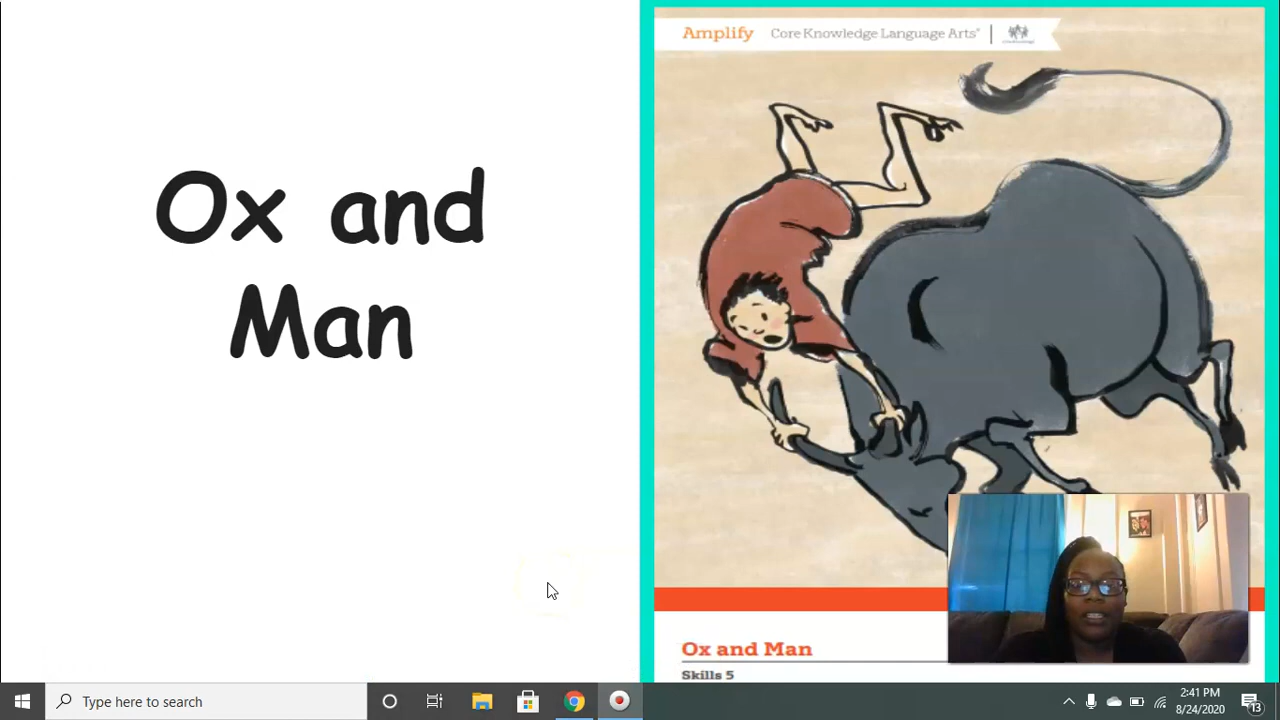 Ox and
Man
Amplify Core Knowledge Language Arts®
Ox and Man
Skills 5
Type here to search
2:41 PM
8/24/2020
13